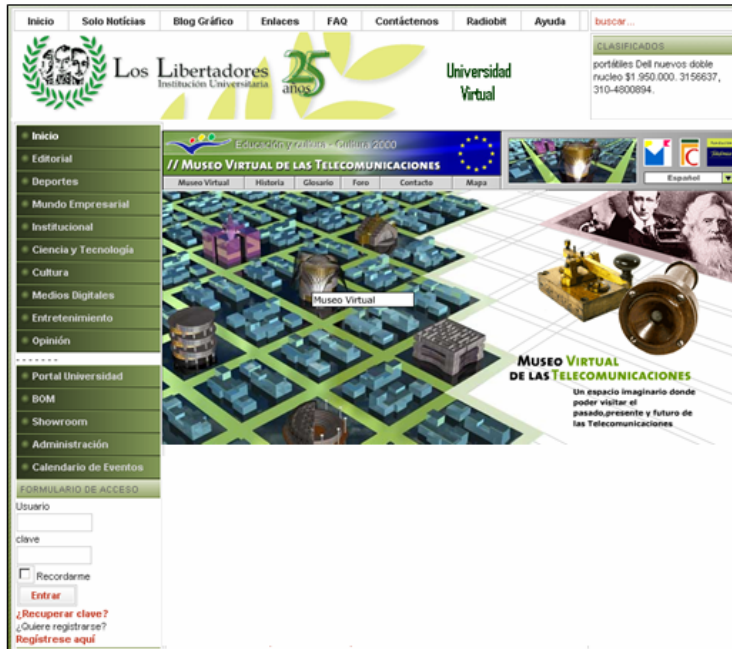 Inicio
Solo Notícias
Blog Gráfico
Enlaces
FAQ
Contáctenos
Radiobit
Ayuda
buscar...
Los Libertadores
Institución Universitaria
25
años
Universidad
Virtual
CLASIFICADOS
portátiles Dell nuevos doble
nucleo $1.950.000. 3156637,
310-4800894.
Inicio
Editorial
Deportes
Mundo Empresarial
Institucional
Ciencia y Tecnología
Cultura
Medios Digitales
Entretenimiento
Opinión
- - - - - - -
Portal Universidad
BOM
Showroom
Administración
Calendario de Eventos
FORMULARIO DE ACCESO
Usuario
clave
Recordarme
Entrar
¿Recuperar clave?
¿Quiere registrarse?
Regístrese aquí
Educación y cultura - Cultura 2000
// MUSEO VIRTUAL DE LAS TELECOMUNICACIONES
Museo Virtual
Historia
Glosario
Foro
Contacto
Mapa
Español
Museo Virtual
MUSEO VIRTUAL
DE LAS TELECOMUNICACIONES
Un espacio imaginario donde
poder visitar el
pasado,presente y futuro de
las Telecomunicaciones